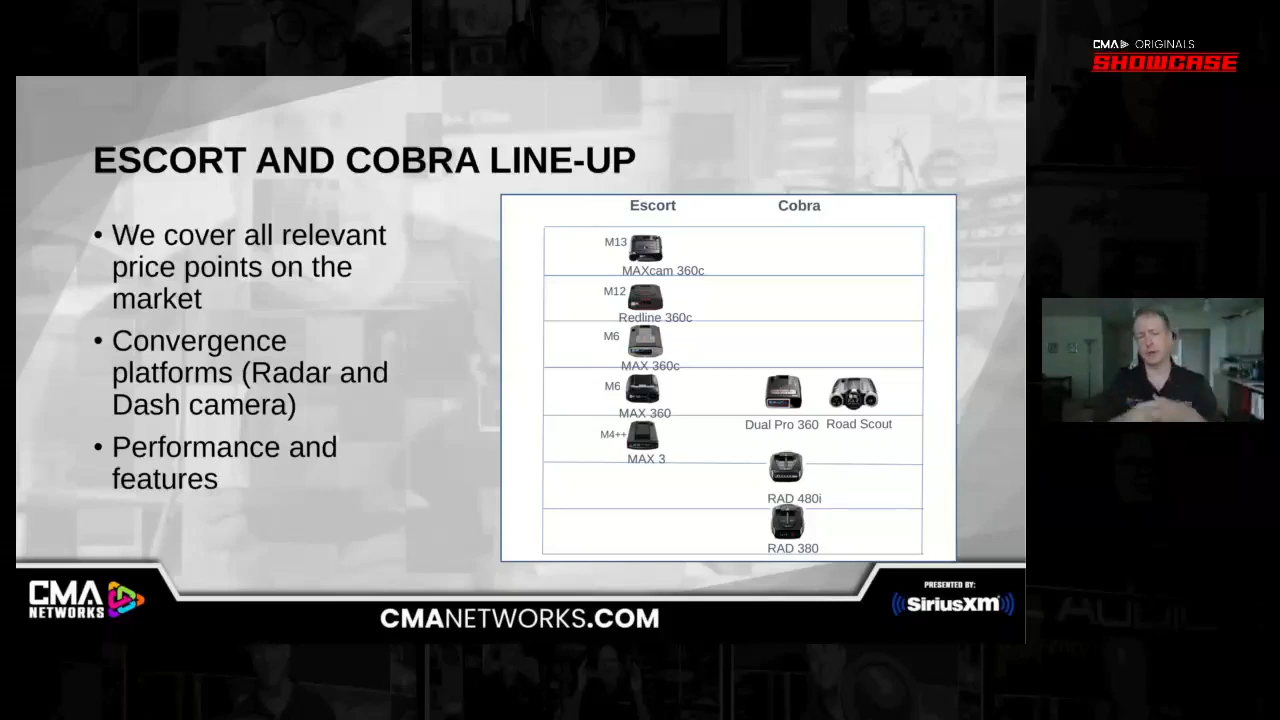 CMA ORIGINALS
SHOWCASE
ESCORT AND COBRA LINE-UP
• We cover all relevant
price points on the
market
• Convergence
platforms (Radar and
Dash camera)
• Performance and
features
Escort
Cobra
M13
MAXcam 360c
M12
Redline 360c
M6
MAX 360c
M6
MAX 360
Dual Pro 360
Road Scout
M4++
MAX 3
RAD 480i
RAD 380
CMA
NETWORKS
CMANETWORKS.COM
PRESENTED BY:
SiriusXM